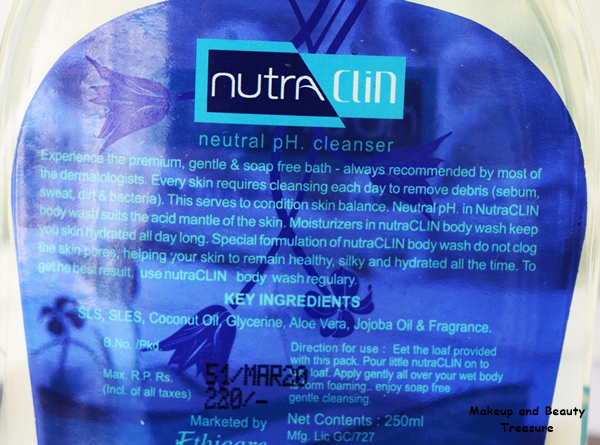 nutraCLiN
neutral pH. cleanser
Experience the premium, gentle & soap free bath - always recommended by most of
the dermatologists. Every skin requires cleansing each day to remove debris (sebum,
sweat, dirt & bacteria). This serves to condition skin balance. Neutral pH. in NutraCLIN
body wash suits the acid mantle of the skin. Moisturizers in nutraCLIN body wash keep
you skin hydrated all day long. Special formulation of nutraCLIN body wash do not clog
the skin pores, helping your skin to remain healthy, silky and hydrated all the time. To
get he best result, use nutraCLIN body wash regulary.
KEY INGREDIENTS
SLS, SLES, Coconut Oil, Glycerine, Aloe Vera, Jojoba Oil & Fragrance.
B.No. /Pkd.
51/MAR20
Max. R.P. Rs.
220/-
(Incl. of all taxes)
Direction for use : Eet the loaf provided
with this pack. Pour little nutraCLIN on to
loaf. Apply gently all over your wet body
to form foaming.. enjoy soap free
gentle cleansing.
Marketed by
Ethicare
Net Contents : 250ml
Mfg. Lic GC/727
Makeup and Beauty
Treasure